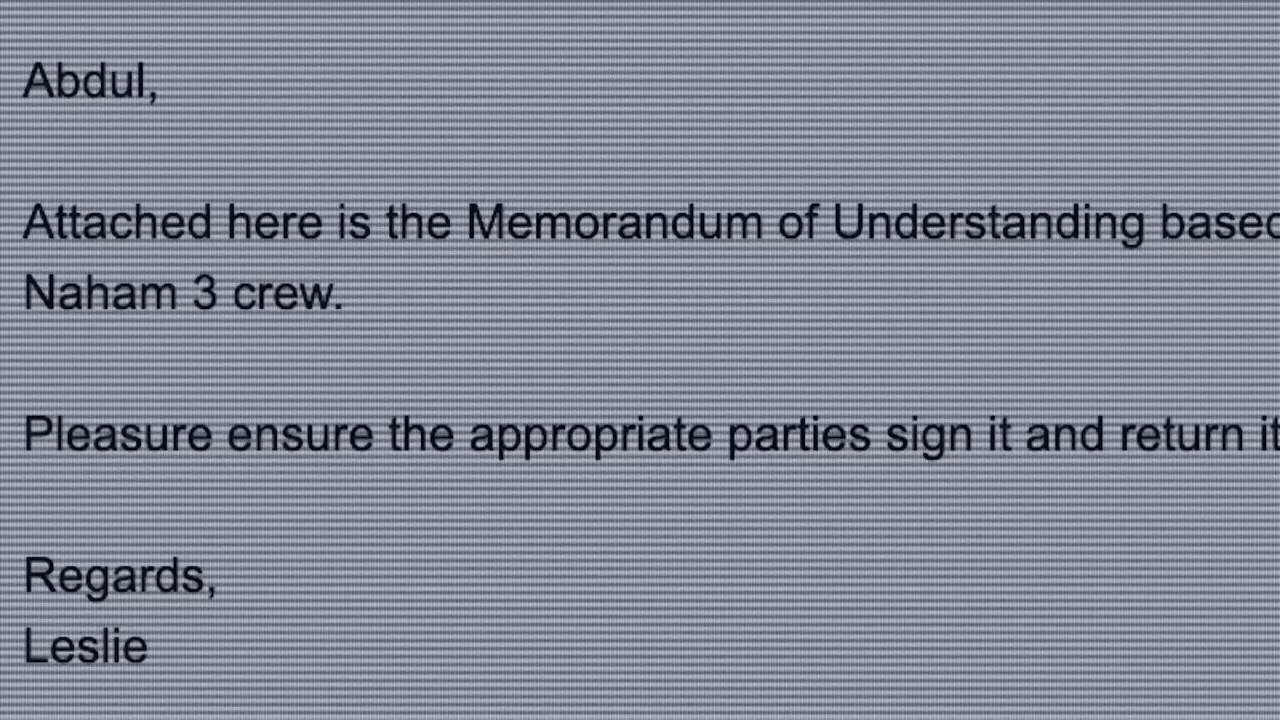 Abdul,
Attached here is the Memorandum of Understanding based
Naham 3 crew.
Pleasure ensure the appropriate parties sign it and return it
Regards,
Leslie